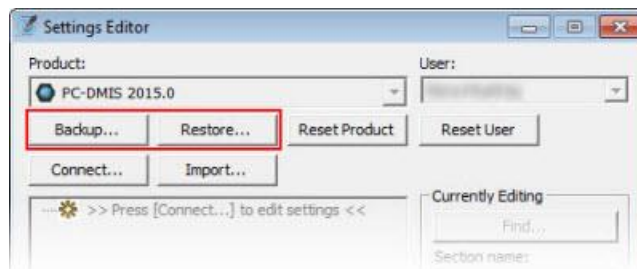 Settings Editor
Product: User:
PC-DMIS 2015.0
Backup... Restore... Reset Product Reset User
Connect... Import...
>> Press [Connect...] to edit settings << Currently Editing
Find...
Section name: